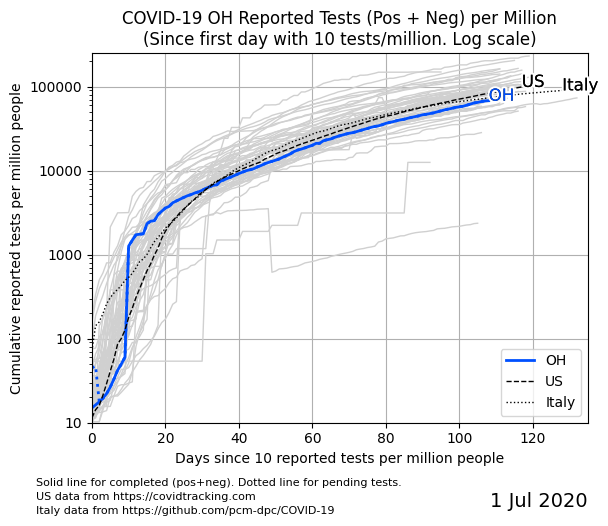 COVID-19 OH Reported Tests (Pos + Neg) per Million
(Since first day with 10 tests/million. Log scale)
Cumulative reported tests per million people
100000
10000
1000
100
10
US
Italy
OH
OH
US
Italy
0 20 40 60 80 100 120
Days since 10 reported tests per million people
Solid line for completed (pos+neg). Dotted line for pending tests.
US data from https://covidtracking.com
Italy data from https://github.com/pcm-dpc/COVID-19
1 Jul 2020